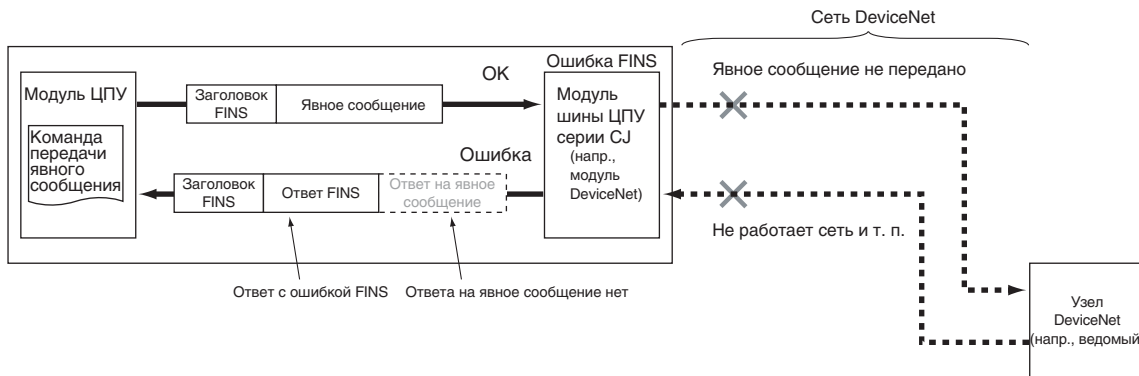 Сеть DeviceNet
Ошибка FINS
Модуль ЦПУ
Заголовок
FINS
Явное сообщение
OK
Модуль
шины ЦПУ
серии CJ
(напр.,
модуль
DeviceNet)
Явное сообщение не передано
Команда
передачи
явного
сообщения
Ошибка
Заголовок
FINS
Ответ FINS
Ответ на явное
сообщение
Не работает сеть и т. п.
Ответ с ошибкой FINS
Ответа на явное сообщение нет
Узел
DeviceNet
(напр., ведомый)